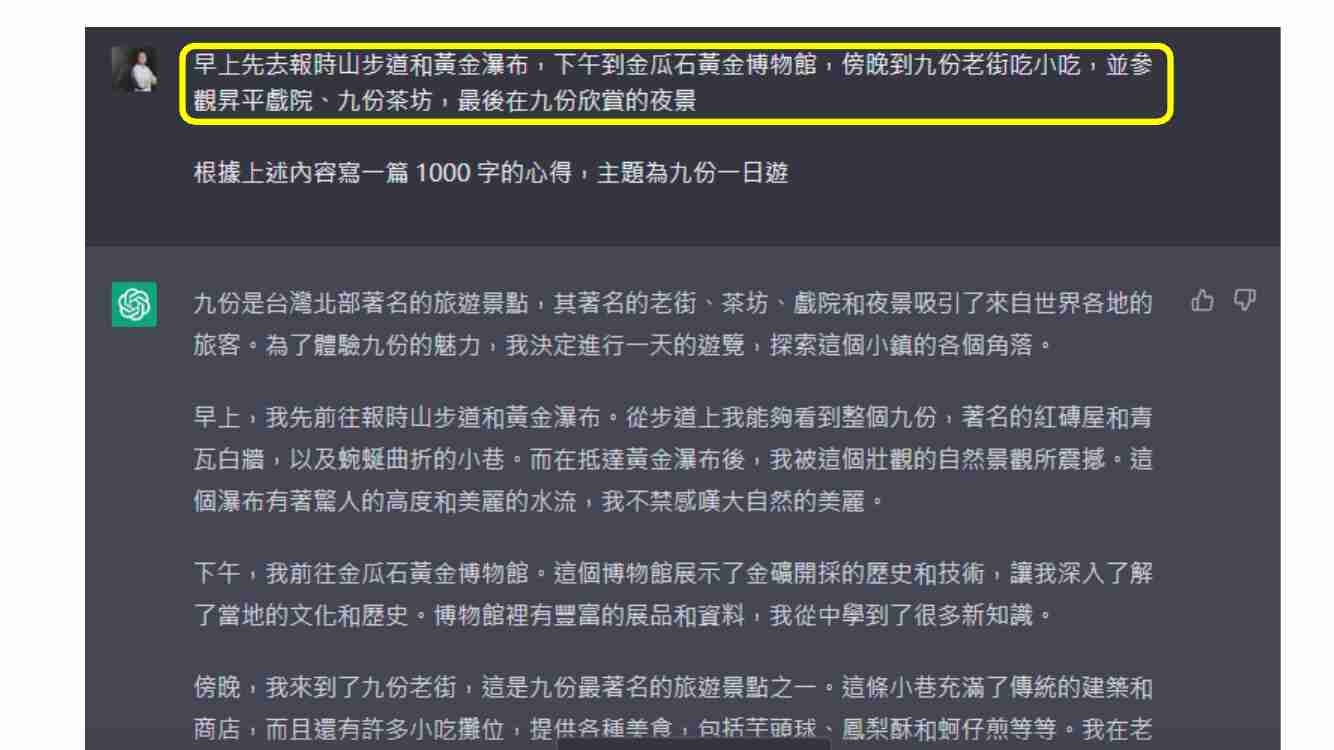 早上先去報時山步道和黃金瀑布，下午到金瓜石黃金博物館，傍晚到九份老街吃小吃，並參
觀昇平戲院、九份茶坊，最後在九份欣賞的夜景
根據上述內容寫一篇 1000 字的心得，主題為九份一日遊
九份是台灣北部著名的旅遊景點，其著名的老街、茶坊、戲院和夜景吸引了來自世界各地的
旅客。為了體驗九份的魅力，我決定進行一天的遊覽，探索這個小鎮的各個角落。
早上，我先前往報時山步道和黃金瀑布。從步道上我能夠看到整個九份，著名的紅磚屋和青
瓦白牆，以及蜿蜒曲折的小巷。而在抵達黃金瀑布後，我被這個壯觀的自然景觀所震撼。這
個瀑布有著驚人的高度和美麗的水流，我不禁感嘆大自然的美麗。
下午，我前往金瓜石黃金博物館。這個博物館展示了金礦開採的歷史和技術，讓我深入了解
了當地的文化和歷史。博物館裡有豐富的展品和資料，我從中學到了很多新知識。
傍晚，我來到了九份老街，這是九份最著名的旅遊景點之一。這條小巷充滿了傳統的建築和
商店，而且還有許多小吃攤位，提供各種美食，包括芋頭球、鳳梨酥和蚵仔煎等等。我在老